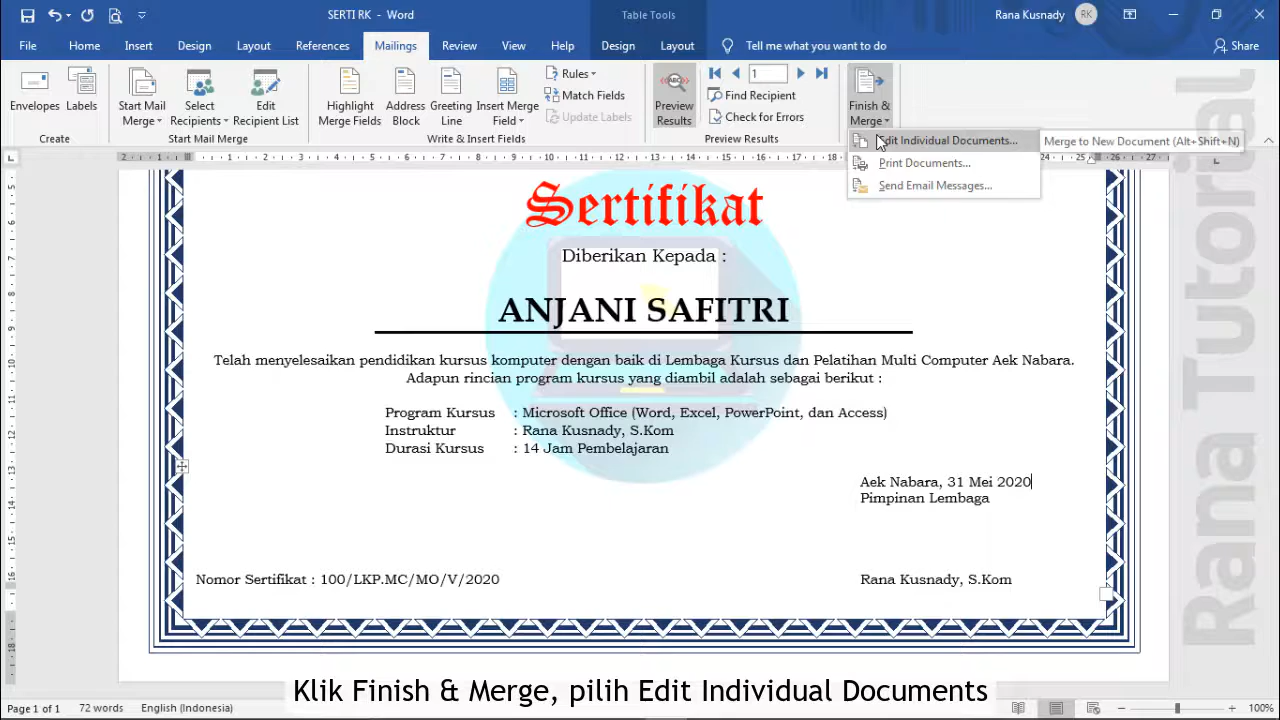 SERTI RK - Word
Table Tools
Rana Kusnady RK
File Home Insert Design Layout References Mailings Review View Help Design Layout Tell me what you want to do Share
Envelopes
Labels
Create
Start Mail Merge
Select Recipients
Edit Recipient List
Start Mail Merge
Highlight Merge Fields
Address Block
Greeting Line
Insert Merge Field
Rules
Match Fields
Update Labels
Write & Insert Fields
ABC
Preview Results
1
Find Recipient
Check for Errors
Preview Results
Finish & Merge
Edit Individual Documents...
Print Documents...
Send Email Messages...
Merge to New Document (Alt+Shift+N)
Sertifikat
Diberikan Kepada :
ANJANI SAFITRI
Telah menyelesaikan pendidikan kursus komputer dengan baik di Lembaga Kursus dan Pelatihan Multi Computer Aek Nabara.
Adapun rincian program kursus yang diambil adalah sebagai berikut :
Program Kursus : Microsoft Office (Word, Excel, PowerPoint, dan Access)
Instruktur : Rana Kusnady, S.Kom
Durasi Kursus : 14 Jam Pembelajaran
Aek Nabara, 31 Mei 2020
Pimpinan Lembaga
Nomor Sertifikat : 100/LKP.MC/MO/V/2020
Rana Kusnady, S.Kom
Rana Tutorial
Klik Finish & Merge, pilih Edit Individual Documents
Page 1 of 1 72 words English (Indonesia) 100%